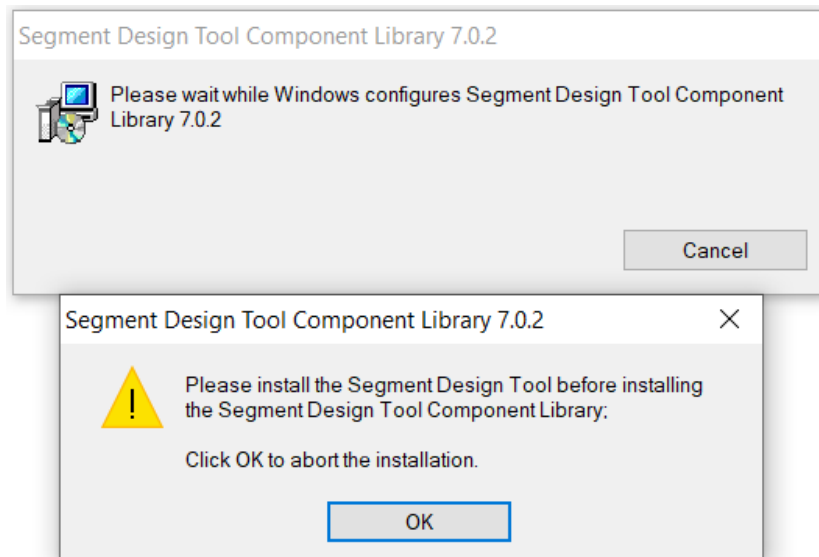 Segment Design Tool Component Library 7.0.2
Please wait while Windows configures Segment Design Tool Component
Library 7.0.2
Cancel
Segment Design Tool Component Library 7.0.2
Please install the Segment Design Tool before installing
the Segment Design Tool Component Library;
Click OK to abort the installation.
OK